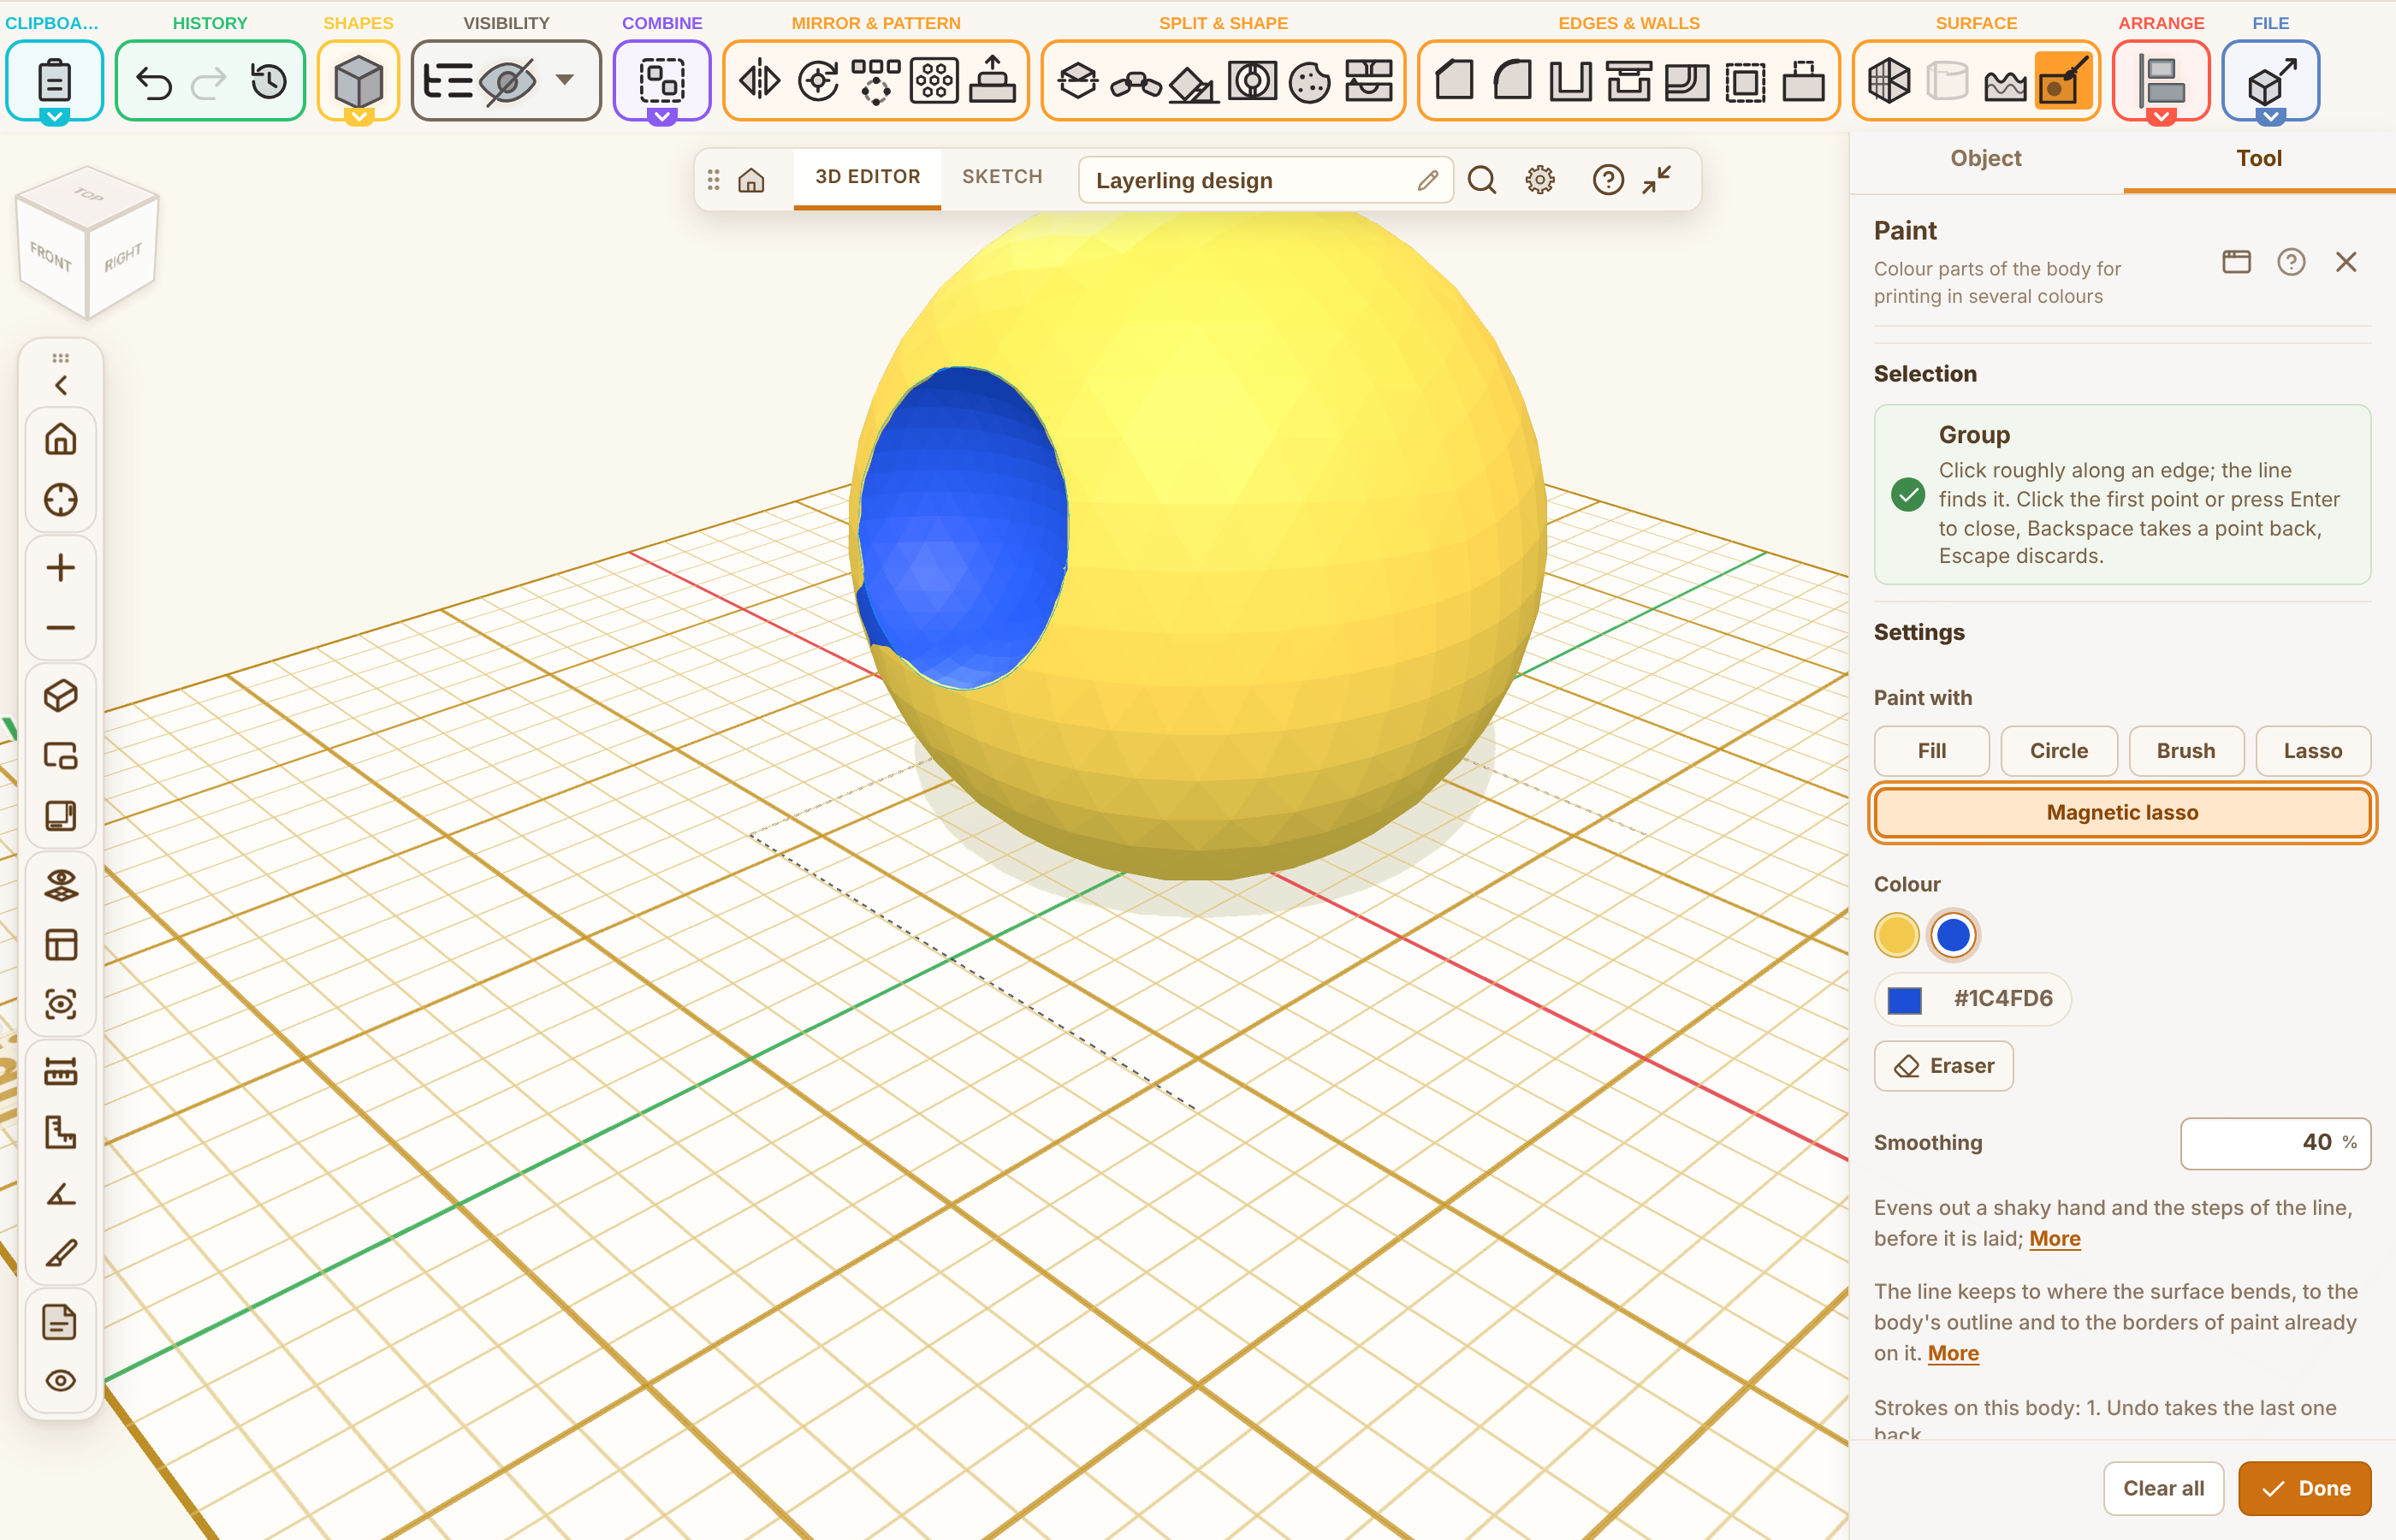 CLIPBOA...
HISTORY
SHAPES
VISIBILITY
COMBINE
MIRROR & PATTERN
SPLIT & SHAPE
EDGES & WALLS
SURFACE
ARRANGE
FILE
TOP
FRONT
RIGHT
3D EDITOR
SKETCH
Layerling design
Object
Tool
Paint
Colour parts of the body for
printing in several colours
Selection
Group
Click roughly along an edge; the line
finds it. Click the first point or press Enter
to close, Backspace takes a point back,
Escape discards.
Settings
Paint with
Fill
Circle
Brush
Lasso
Magnetic lasso
Colour
#1C4FD6
Eraser
Smoothing
40 %
Evens out a shaky hand and the steps of the line,
before it is laid; More
The line keeps to where the surface bends, to the
body's outline and to the borders of paint already
on it. More
Strokes on this body: 1. Undo takes the last one
back
Clear all
Done